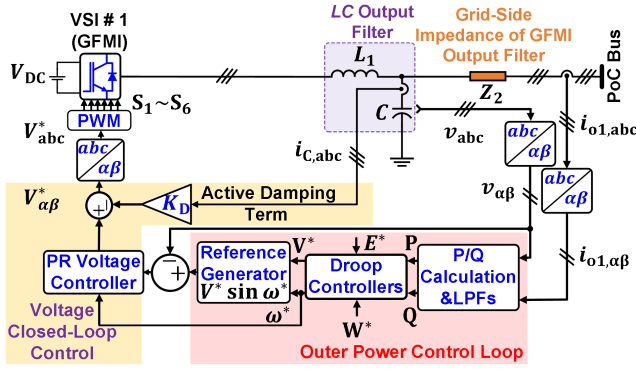 VSI # 1
(GFMI)
V_DC
S₁~S₆
PWM
V*_abc
abc
αβ
V*_αβ
LC Output
Filter
L₁
C
i_C,abc
Grid-Side
Impedance of GFMI
Output Filter
Z₂
PoC Bus
v_abc
abc
αβ
v_αβ
i_o1,abc
abc
αβ
i_o1,αβ
K_D
Active Damping
Term
+
+
PR Voltage
Controller
−
+
Reference
Generator
V* sin ω*
V*
ω*
E*
Droop
Controllers
W*
P
Q
P/Q
Calculation
&LPFs
Voltage
Closed-Loop
Control
Outer Power Control Loop